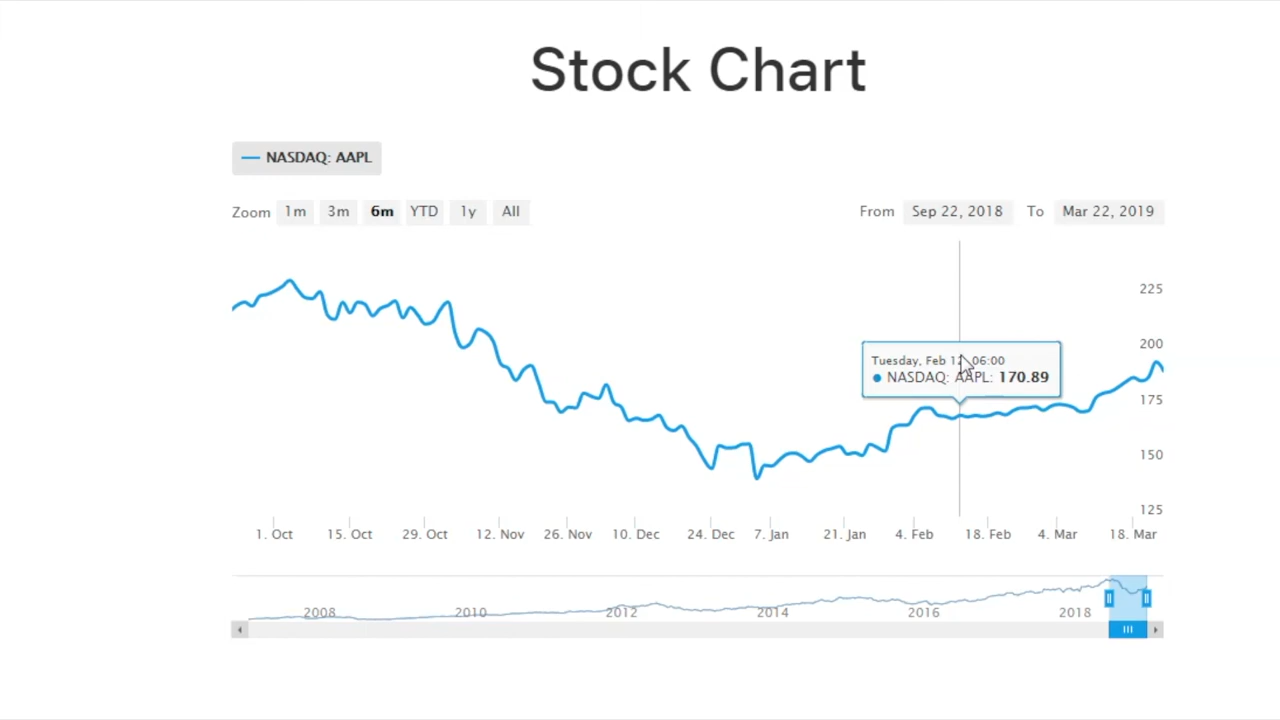 Stock Chart
NASDAQ: AAPL
Zoom 1m 3m 6m YTD 1y All From Sep 22, 2018 To Mar 22, 2019
225
200
Tuesday, Feb 06:00
NASDAQ: AAPL: 170.89
175
150
125
1. Oct 15. Oct 29. Oct 12. Nov 26. Nov 10. Dec 24. Dec 7. Jan 21. Jan 4. Feb 18. Feb 4. Mar 18. Mar
2008 2010 2012 2014 2016 2018